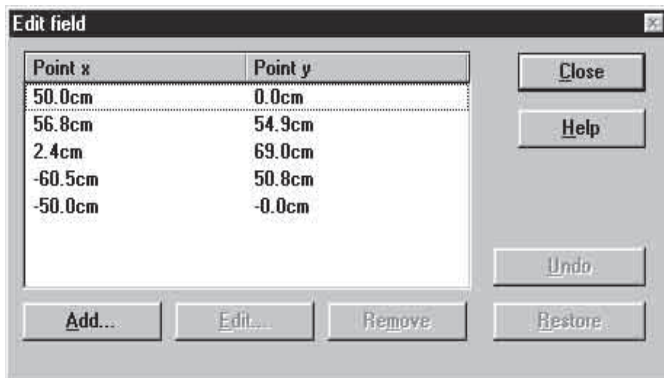 Edit field
Point x Point y
50.0cm 0.0cm
56.8cm 54.9cm
2.4cm 69.0cm
-60.5cm 50.8cm
-50.0cm -0.0cm
Close
Help
Undo
Add... Edit... Remove Restore